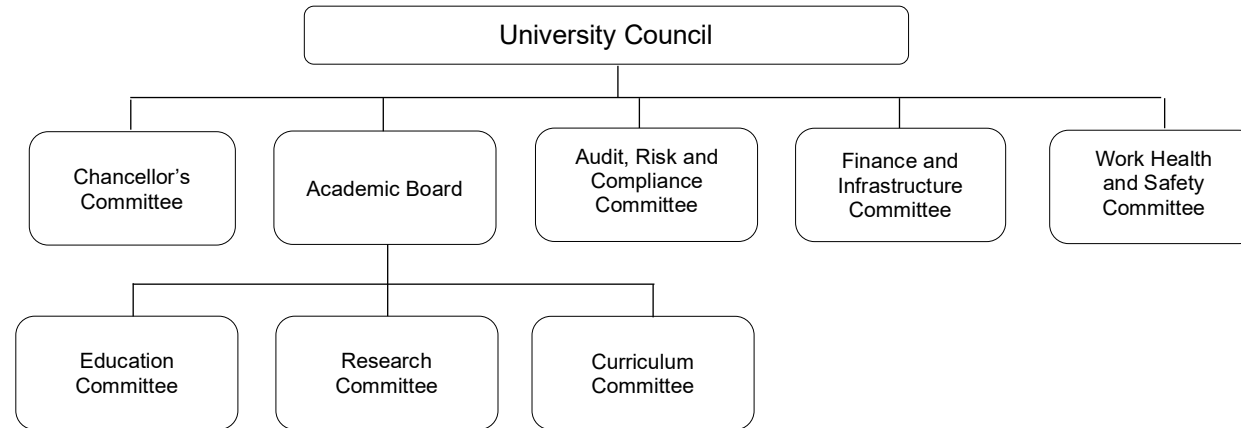 University Council
Chancellor’s
Committee
Academic Board
Audit, Risk and
Compliance
Committee
Finance and
Infrastructure
Committee
Work Health
and Safety
Committee
Education
Committee
Research
Committee
Curriculum
Committee